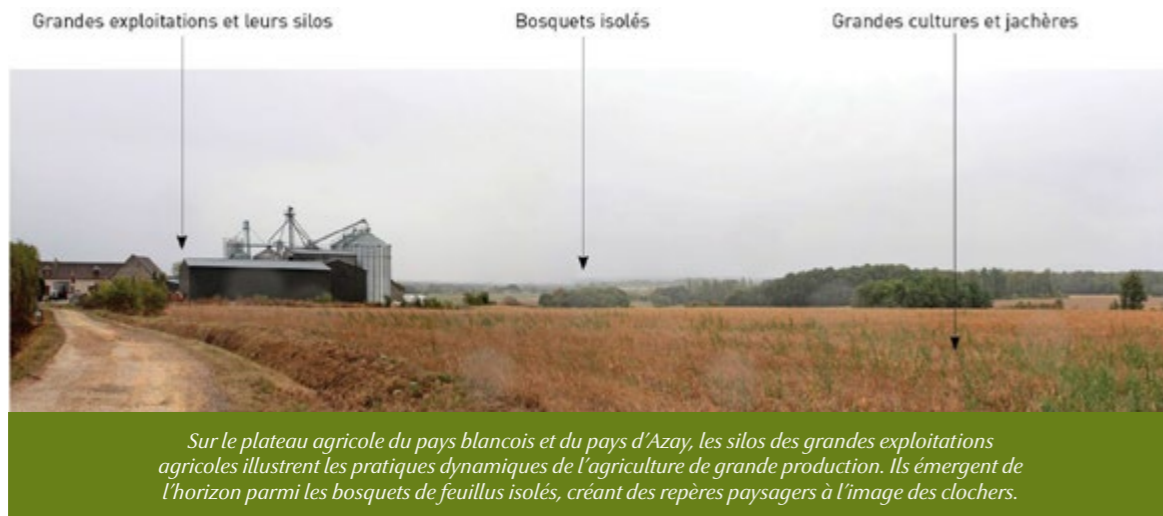 Grandes exploitations et leurs silos
Bosquets isolés
Grandes cultures et jachères
Sur le plateau agricole du pays blancois et du pays d'Azay, les silos des grandes exploitations
agricoles illustrent les pratiques dynamiques de l'agriculture de grande production. Ils émergent de
l'horizon parmi les bosquets de feuillus isolés, créant des repères paysagers à l'image des clochers.